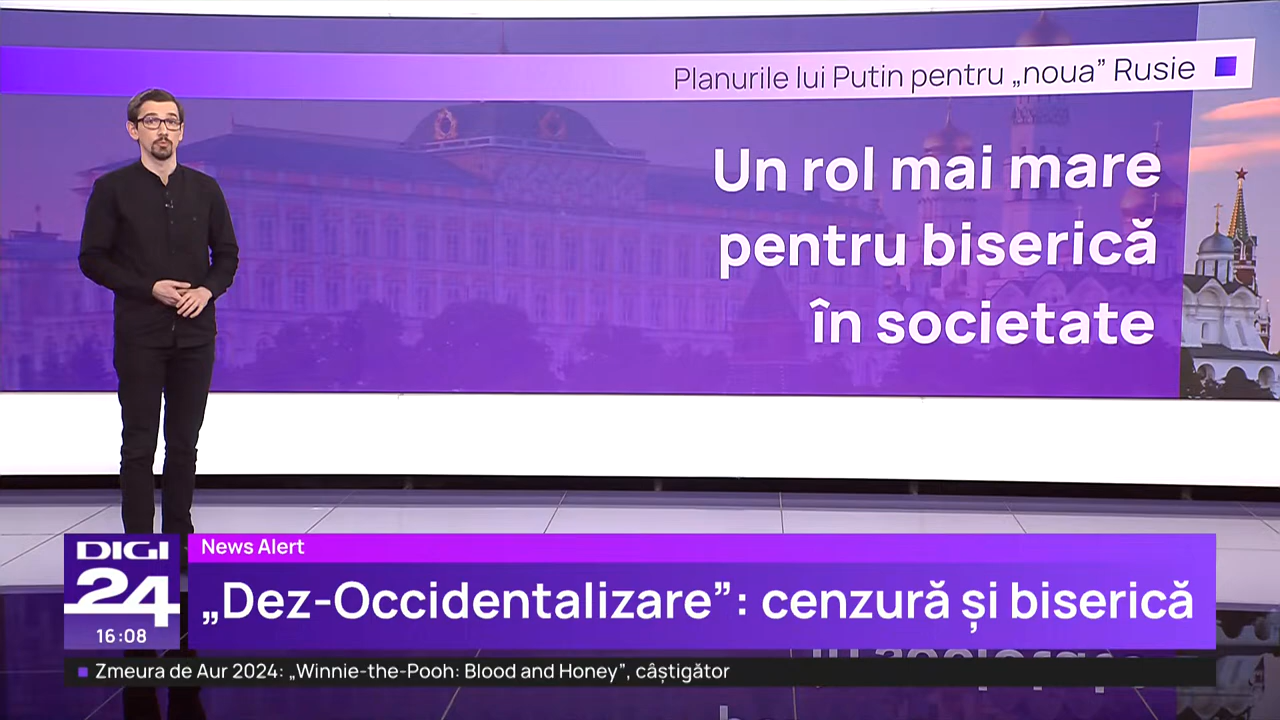 Planurile lui Putin pentru „noua” Rusie
Un rol mai mare
pentru biserică
în societate
DIGI
24
16:08
News Alert
„Dez-Occidentalizare”: cenzură și biserică
Zmeura de Aur 2024: „Winnie-the-Pooh: Blood and Honey”, câștigător